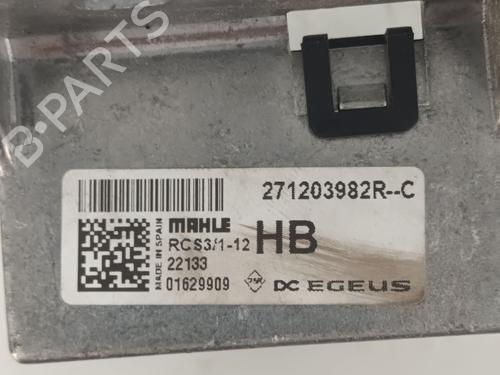 B-PARTS
271203982R--C
MADE IN SPAIN
MAHLE
RCS3/1-12
HB
22133
01629909
DC EGEUS